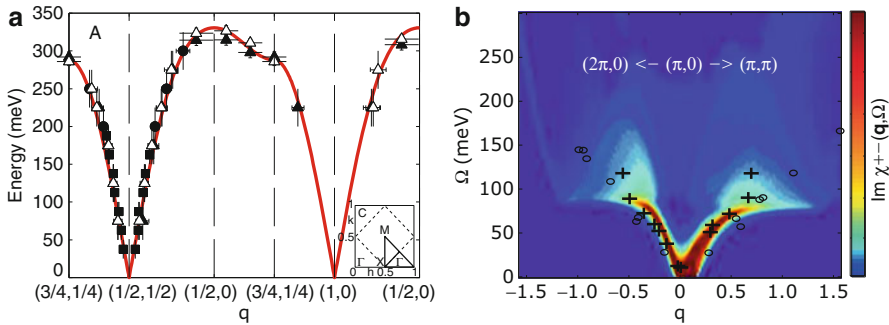 a
A
Energy (meV)
350
300
250
200
150
100
50
0
(3/4,1/4) (1/2,1/2) (1/2,0) (3/4,1/4) (1,0) (1/2,0)
q
1
k
0.5
0
C
M
X
Γ
Γ
0 h 0.5 1
b
(2π,0) <– (π,0) –> (π,π)
Ω (meV)
300
250
200
150
100
50
0
−1.5 −1.0 −0.5 0 0.5 1.0 1.5
q
Im χ+−(q,Ω)